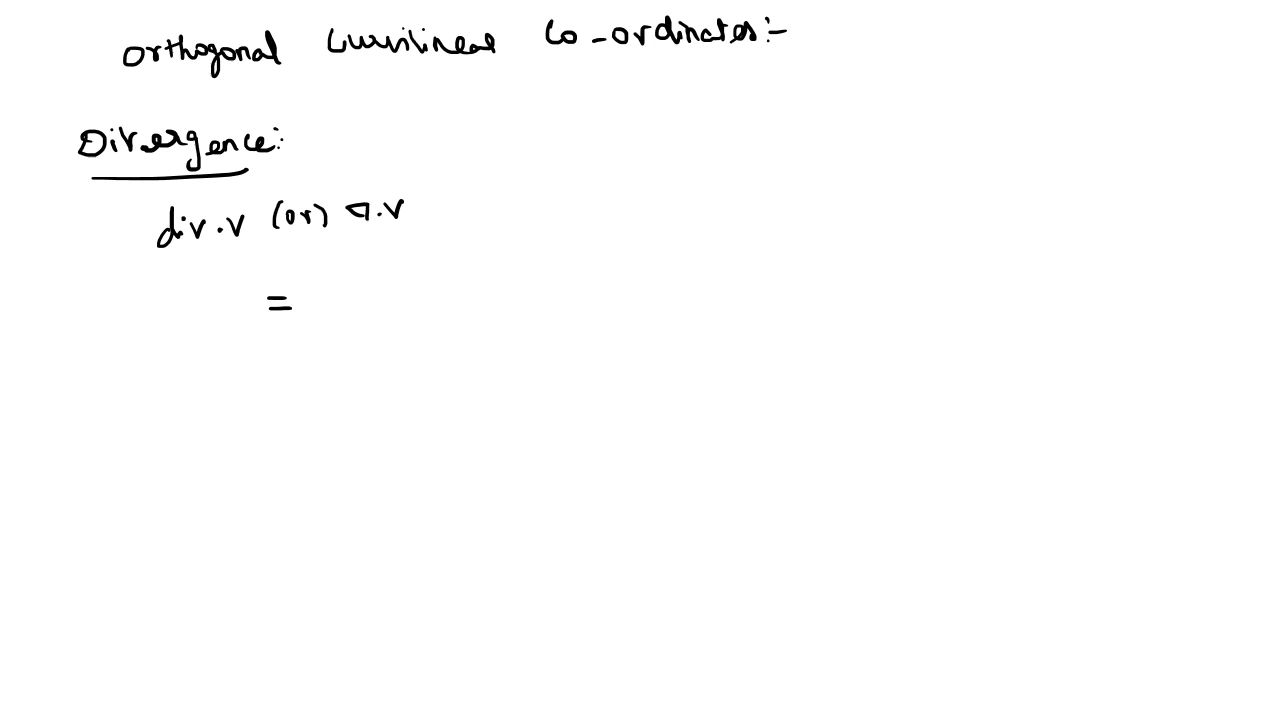 orthogonal Curvilinear Co-ordinates:-
Divergence:
div.v (or) ∇.v
=